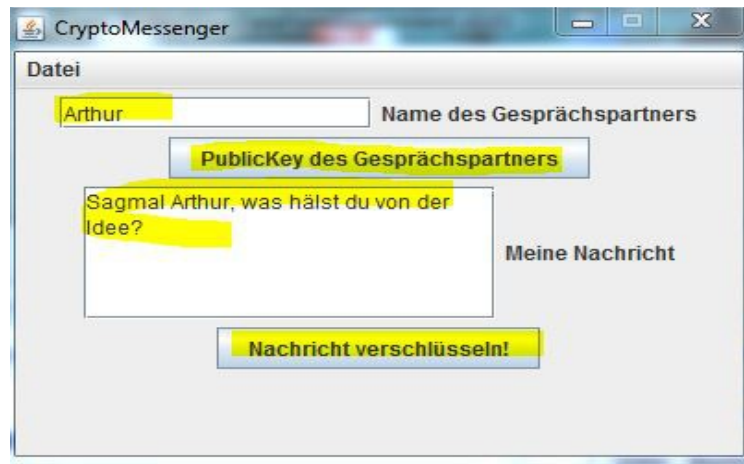 CryptoMessenger
Datei
Arthur Name des Gesprächspartners
PublicKey des Gesprächspartners
Sagmal Arthur, was hälst du von der
Idee?
Meine Nachricht
Nachricht verschlüsseln!